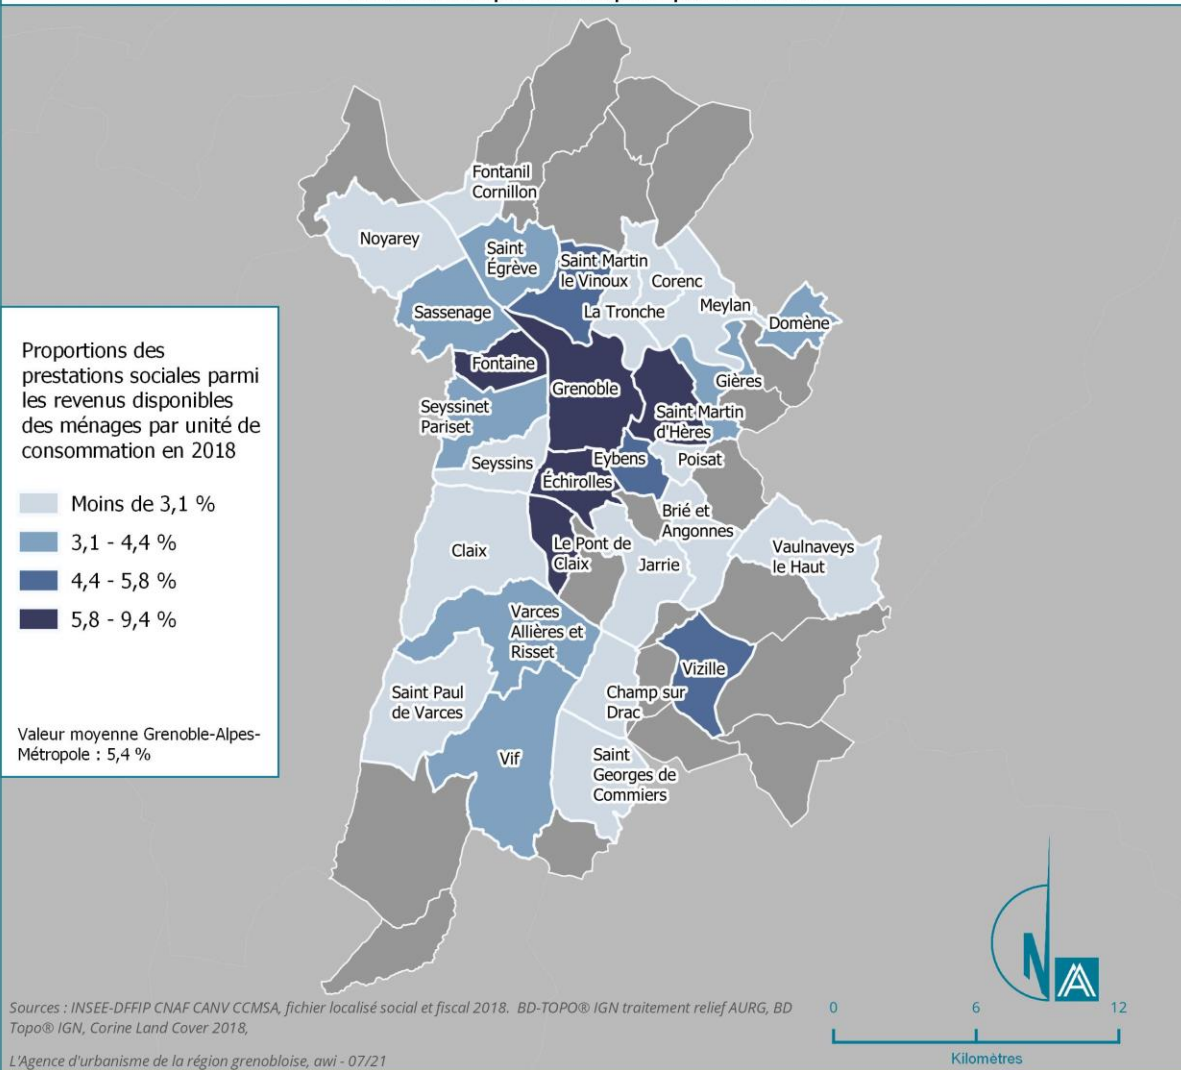 Fontanil
Cornillon
Noyarey
Saint
Égrève
Saint Martin
le Vinoux
Corenc
Sassenage
La Tronche
Meylan
Domène
Fontaine
Grenoble
Gières
Seyssinet
Pariset
Saint Martin
d'Hères
Seyssins
Eybens
Poisat
Échirolles
Brié et
Angonnes
Claix
Le Pont de
Claix
Jarrie
Vaulnaveys
le Haut
Varces
Allières et
Risset
Vizille
Saint Paul
de Varces
Champ sur
Drac
Vif
Saint
Georges de
Commiers
Proportions des
prestations sociales parmi
les revenus disponibles
des ménages par unité de
consommation en 2018
Moins de 3,1 %
3,1 - 4,4 %
4,4 - 5,8 %
5,8 - 9,4 %
Valeur moyenne Grenoble-Alpes-
Métropole : 5,4 %
N
Sources : INSEE-DFFIP CNAF CANV CCMSA, fichier localisé social et fiscal 2018. BD-TOPO® IGN traitement relief AURG, BD
Topo® IGN, Corine Land Cover 2018,
L'Agence d'urbanisme de la région grenobloise, awi - 07/21
0 6 12
Kilomètres